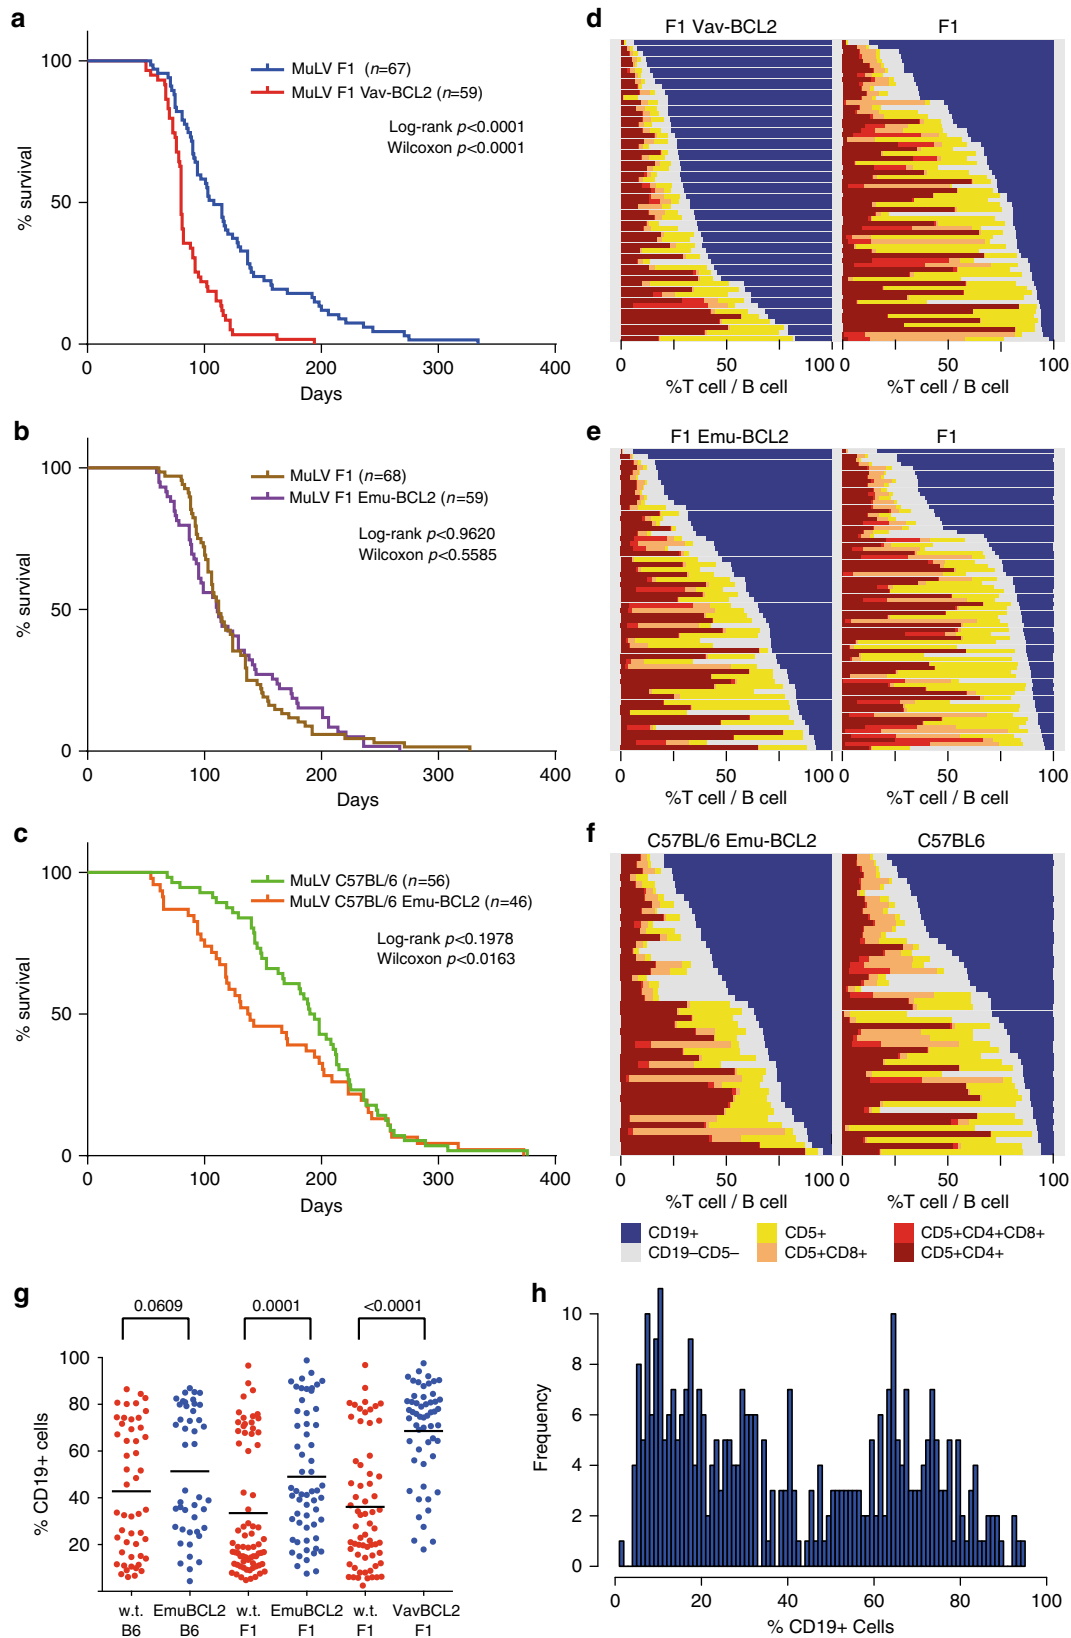 a
100
50
0
% survival
MuLV F1 (n=67)
MuLV F1 Vav-BCL2 (n=59)
Log-rank p<0.0001
Wilcoxon p<0.0001
0 100 200 300 400
Days
b
100
50
0
% survival
MuLV F1 (n=68)
MuLV F1 Emu-BCL2 (n=59)
Log-rank p<0.9620
Wilcoxon p<0.5585
0 100 200 300 400
Days
c
100
50
0
% survival
MuLV C57BL/6 (n=56)
MuLV C57BL/6 Emu-BCL2 (n=46)
Log-rank p<0.1978
Wilcoxon p<0.0163
0 100 200 300 400
Days
d
F1 Vav-BCL2 F1
0 50 100 0 50 100
%T cell / B cell %T cell / B cell
e
F1 Emu-BCL2 F1
0 50 100 0 50 100
%T cell / B cell %T cell / B cell
f
C57BL/6 Emu-BCL2 C57BL6
0 50 100 0 50 100
%T cell / B cell %T cell / B cell
CD19+ CD5+ CD5+CD4+CD8+
CD19–CD5– CD5+CD8+ CD5+CD4+
g
0.0609 0.0001 <0.0001
100
80
60
40
20
% CD19+ cells
w.t. EmuBCL2 w.t. EmuBCL2 w.t. VavBCL2
B6 B6 F1 F1 F1 F1
h
10
8
6
4
2
0
Frequency
0 20 40 60 80 100
% CD19+ Cells